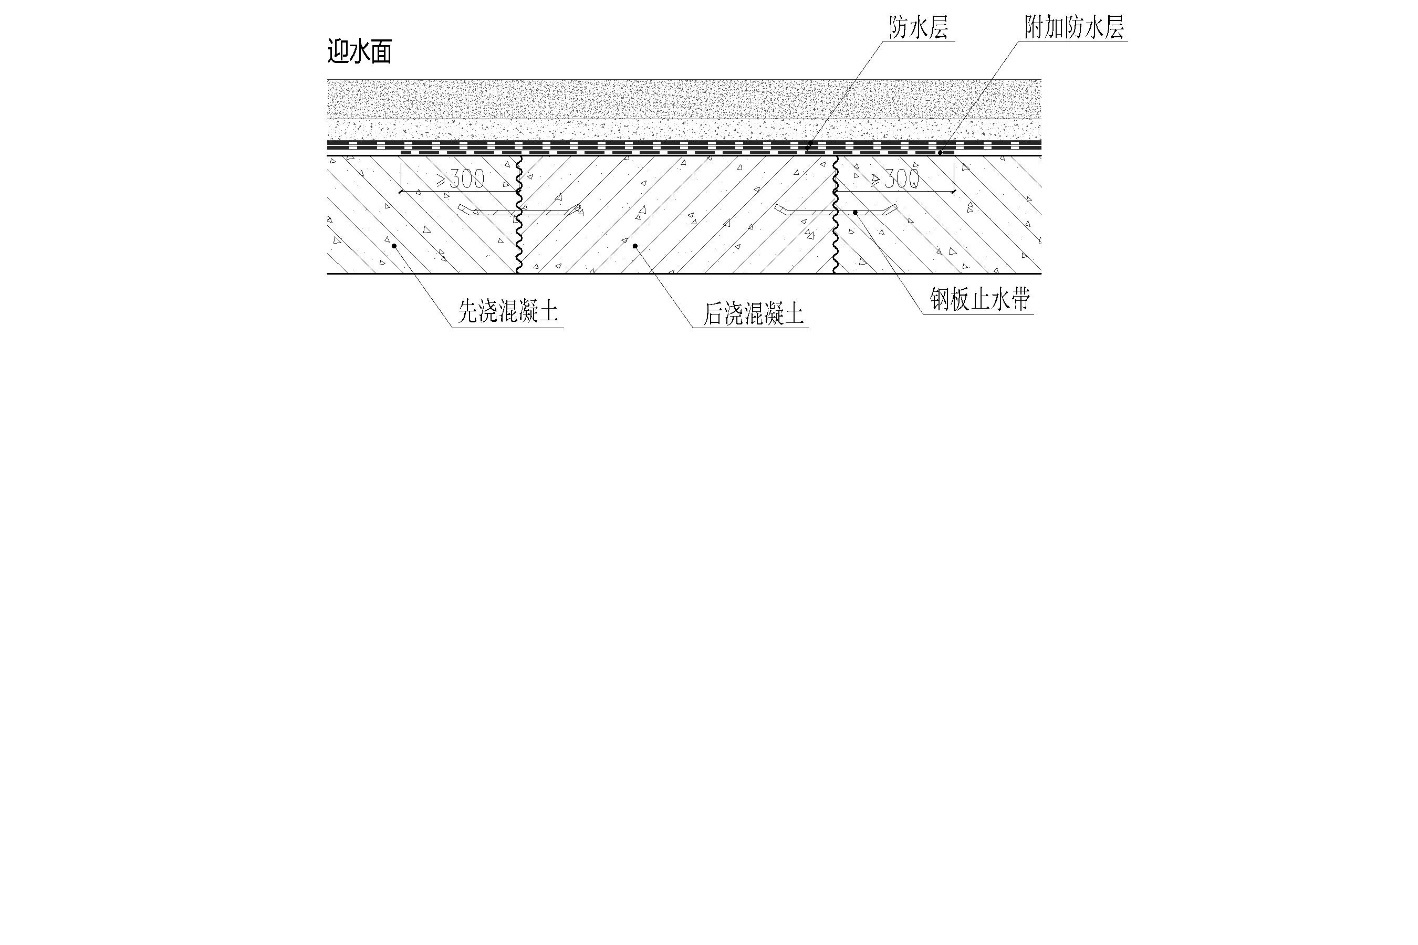 防水层
附加防水层
迎水面
≥300
≥300
先浇混凝土
后浇混凝土
钢板止水带